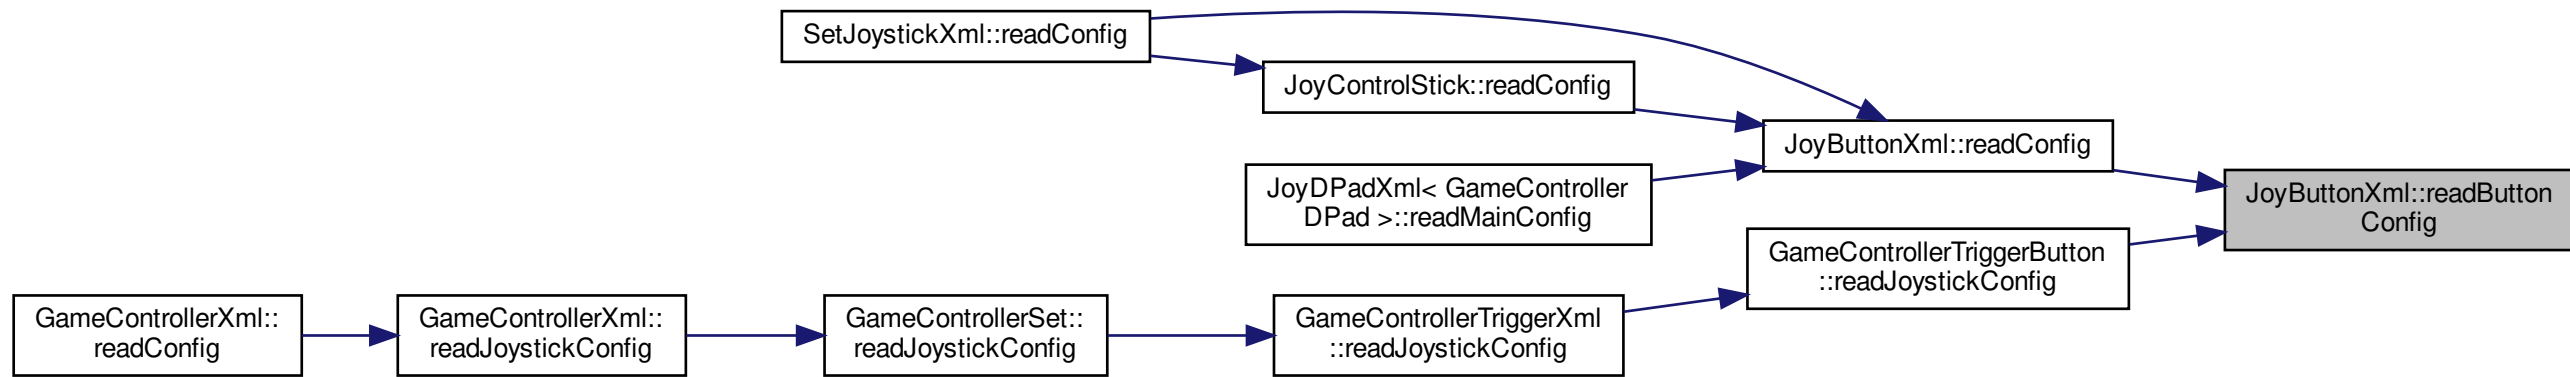 SetJoystickXml::readConfig
JoyControlStick::readConfig
JoyButtonXml::readConfig
JoyDPadXml< GameController
DPad >::readMainConfig
JoyButtonXml::readButton
Config
GameControllerTriggerButton
::readJoystickConfig
GameControllerXml::
readConfig
GameControllerXml::
readJoystickConfig
GameControllerSet::
readJoystickConfig
GameControllerTriggerXml
::readJoystickConfig